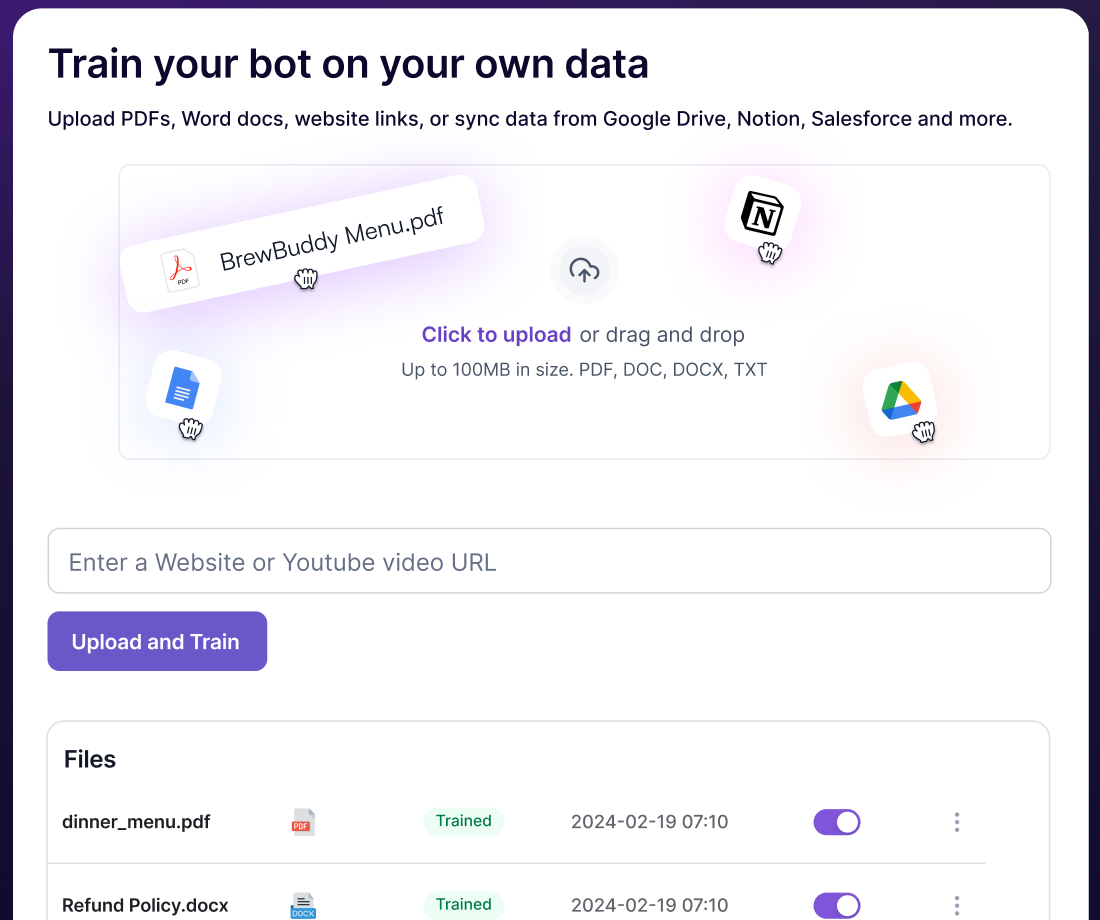 Train your bot on your own data
Upload PDFs, Word docs, website links, or sync data from Google Drive, Notion, Salesforce and more.
BrewBuddy Menu.pdf
PDF
N
Click to upload or drag and drop
Up to 100MB in size. PDF, DOC, DOCX, TXT
Enter a Website or Youtube video URL
Upload and Train
Files
dinner_menu.pdf PDF Trained 2024-02-19 07:10
Refund Policy.docx DOCX Trained 2024-02-19 07:10